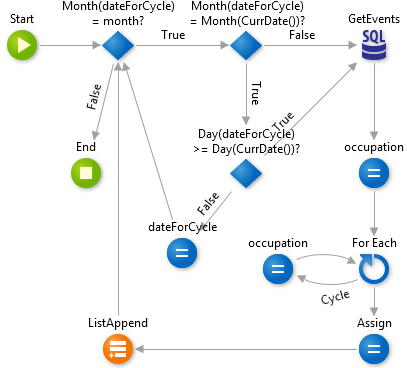 Start
Month(dateForCycle)
= month?
Month(dateForCycle)
= Month(CurrDate())?
GetEvents
True
False
SQL
False
True
True
End
Day(dateForCycle)
>= Day(CurrDate())?
occupation
=
False
dateForCycle
=
occupation
=
For Each
Cycle
ListAppend
Assign
=